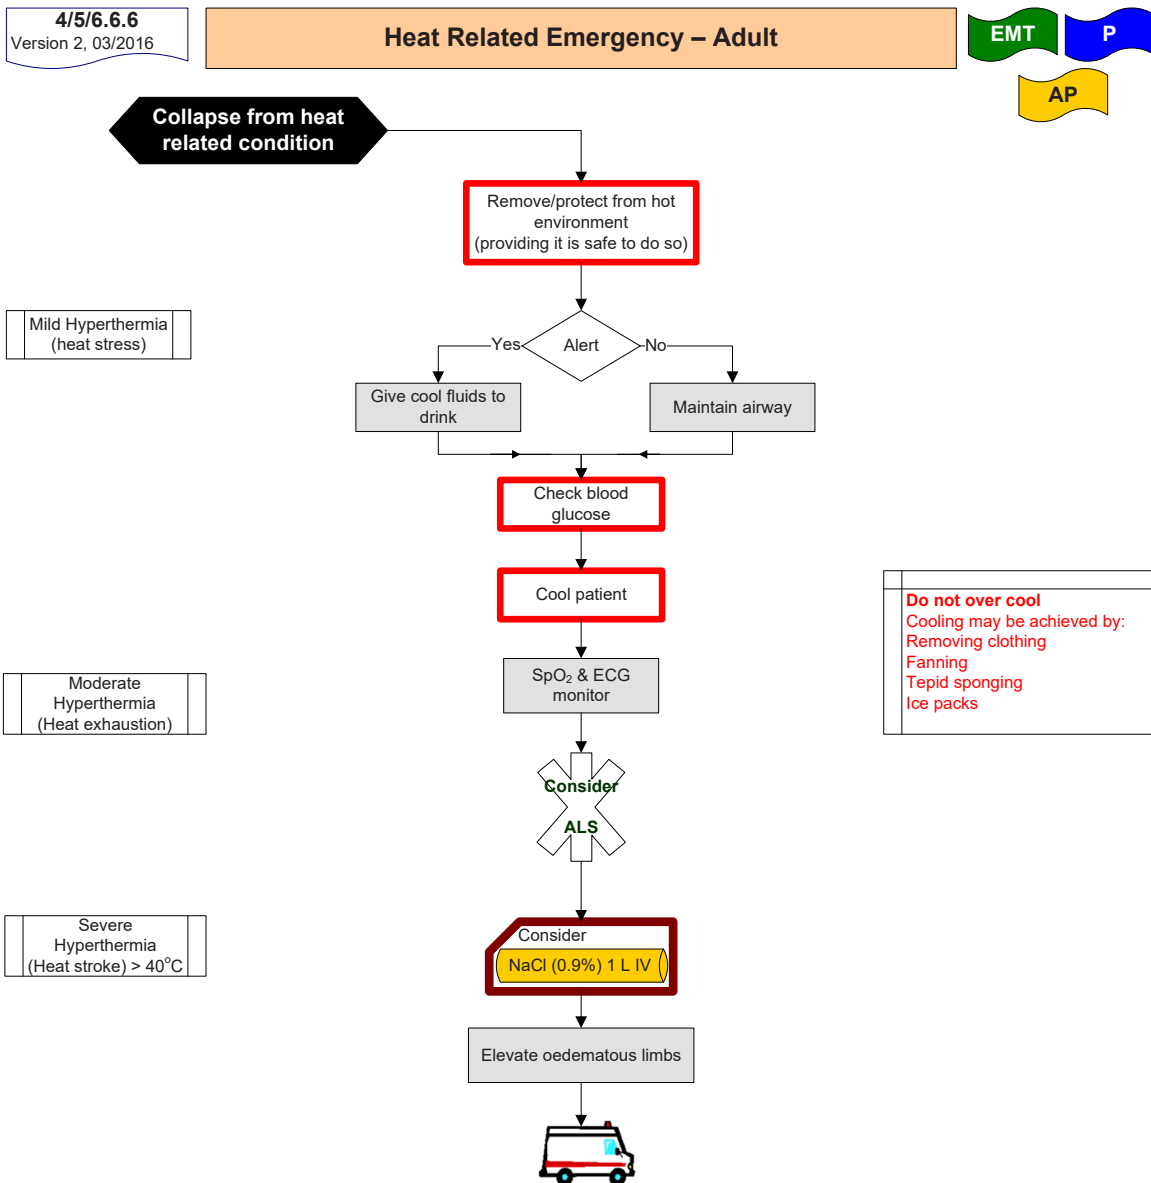 4/5/6.6.6
Version 2, 03/2016
Heat Related Emergency – Adult
EMT
P
AP
Collapse from heat
related condition
Remove/protect from hot
environment
(providing it is safe to do so)
Mild Hyperthermia
(heat stress)
Yes
Alert
No
Give cool fluids to
drink
Maintain airway
Check blood
glucose
Cool patient
Do not over cool
Cooling may be achieved by:
Removing clothing
Fanning
Tepid sponging
Ice packs
Moderate
Hyperthermia
(Heat exhaustion)
SpO₂ & ECG
monitor
Consider
ALS
Severe
Hyperthermia
(Heat stroke) > 40°C
Consider
NaCl (0.9%) 1 L IV
Elevate oedematous limbs